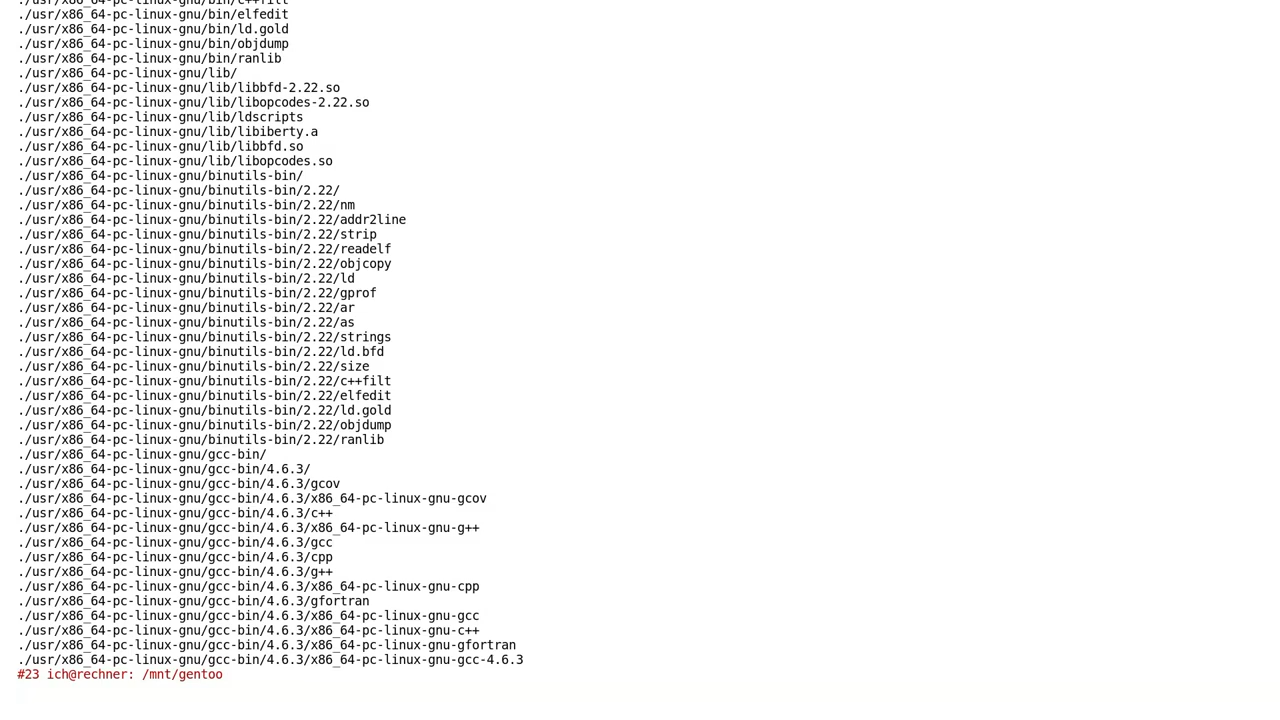 ./usr/x86_64-pc-linux-gnu/bin/c++filt
./usr/x86_64-pc-linux-gnu/bin/elfedit
./usr/x86_64-pc-linux-gnu/bin/ld.gold
./usr/x86_64-pc-linux-gnu/bin/objdump
./usr/x86_64-pc-linux-gnu/bin/ranlib
./usr/x86_64-pc-linux-gnu/lib/
./usr/x86_64-pc-linux-gnu/lib/libbfd-2.22.so
./usr/x86_64-pc-linux-gnu/lib/libopcodes-2.22.so
./usr/x86_64-pc-linux-gnu/lib/ldscripts
./usr/x86_64-pc-linux-gnu/lib/libiberty.a
./usr/x86_64-pc-linux-gnu/lib/libbfd.so
./usr/x86_64-pc-linux-gnu/lib/libopcodes.so
./usr/x86_64-pc-linux-gnu/binutils-bin/
./usr/x86_64-pc-linux-gnu/binutils-bin/2.22/
./usr/x86_64-pc-linux-gnu/binutils-bin/2.22/nm
./usr/x86_64-pc-linux-gnu/binutils-bin/2.22/addr2line
./usr/x86_64-pc-linux-gnu/binutils-bin/2.22/strip
./usr/x86_64-pc-linux-gnu/binutils-bin/2.22/readelf
./usr/x86_64-pc-linux-gnu/binutils-bin/2.22/objcopy
./usr/x86_64-pc-linux-gnu/binutils-bin/2.22/ld
./usr/x86_64-pc-linux-gnu/binutils-bin/2.22/gprof
./usr/x86_64-pc-linux-gnu/binutils-bin/2.22/ar
./usr/x86_64-pc-linux-gnu/binutils-bin/2.22/as
./usr/x86_64-pc-linux-gnu/binutils-bin/2.22/strings
./usr/x86_64-pc-linux-gnu/binutils-bin/2.22/ld.bfd
./usr/x86_64-pc-linux-gnu/binutils-bin/2.22/size
./usr/x86_64-pc-linux-gnu/binutils-bin/2.22/c++filt
./usr/x86_64-pc-linux-gnu/binutils-bin/2.22/elfedit
./usr/x86_64-pc-linux-gnu/binutils-bin/2.22/ld.gold
./usr/x86_64-pc-linux-gnu/binutils-bin/2.22/objdump
./usr/x86_64-pc-linux-gnu/binutils-bin/2.22/ranlib
./usr/x86_64-pc-linux-gnu/gcc-bin/
./usr/x86_64-pc-linux-gnu/gcc-bin/4.6.3/
./usr/x86_64-pc-linux-gnu/gcc-bin/4.6.3/gcov
./usr/x86_64-pc-linux-gnu/gcc-bin/4.6.3/x86_64-pc-linux-gnu-gcov
./usr/x86_64-pc-linux-gnu/gcc-bin/4.6.3/c++
./usr/x86_64-pc-linux-gnu/gcc-bin/4.6.3/x86_64-pc-linux-gnu-g++
./usr/x86_64-pc-linux-gnu/gcc-bin/4.6.3/gcc
./usr/x86_64-pc-linux-gnu/gcc-bin/4.6.3/cpp
./usr/x86_64-pc-linux-gnu/gcc-bin/4.6.3/g++
./usr/x86_64-pc-linux-gnu/gcc-bin/4.6.3/x86_64-pc-linux-gnu-cpp
./usr/x86_64-pc-linux-gnu/gcc-bin/4.6.3/gfortran
./usr/x86_64-pc-linux-gnu/gcc-bin/4.6.3/x86_64-pc-linux-gnu-gcc
./usr/x86_64-pc-linux-gnu/gcc-bin/4.6.3/x86_64-pc-linux-gnu-c++
./usr/x86_64-pc-linux-gnu/gcc-bin/4.6.3/x86_64-pc-linux-gnu-gfortran
./usr/x86_64-pc-linux-gnu/gcc-bin/4.6.3/x86_64-pc-linux-gnu-gcc-4.6.3
#23 ich@rechner: /mnt/gentoo